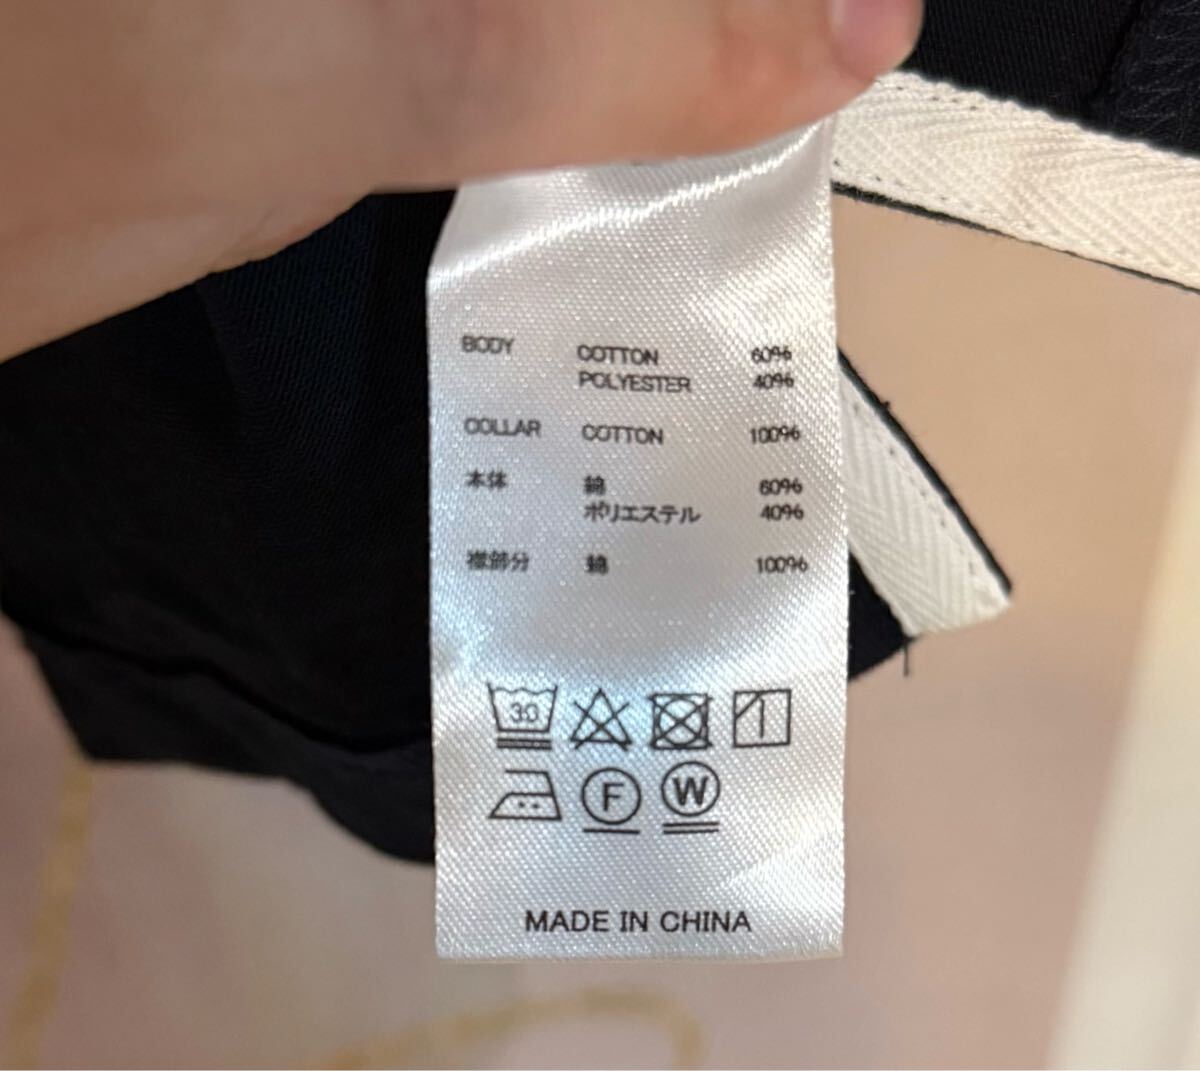 BODY COTTON 60%
POLYESTER 40%
COLLAR COTTON 100%
本体 綿 60%
ポリエステル 40%
襟部分 綿 100%
30
F W
MADE IN CHINA